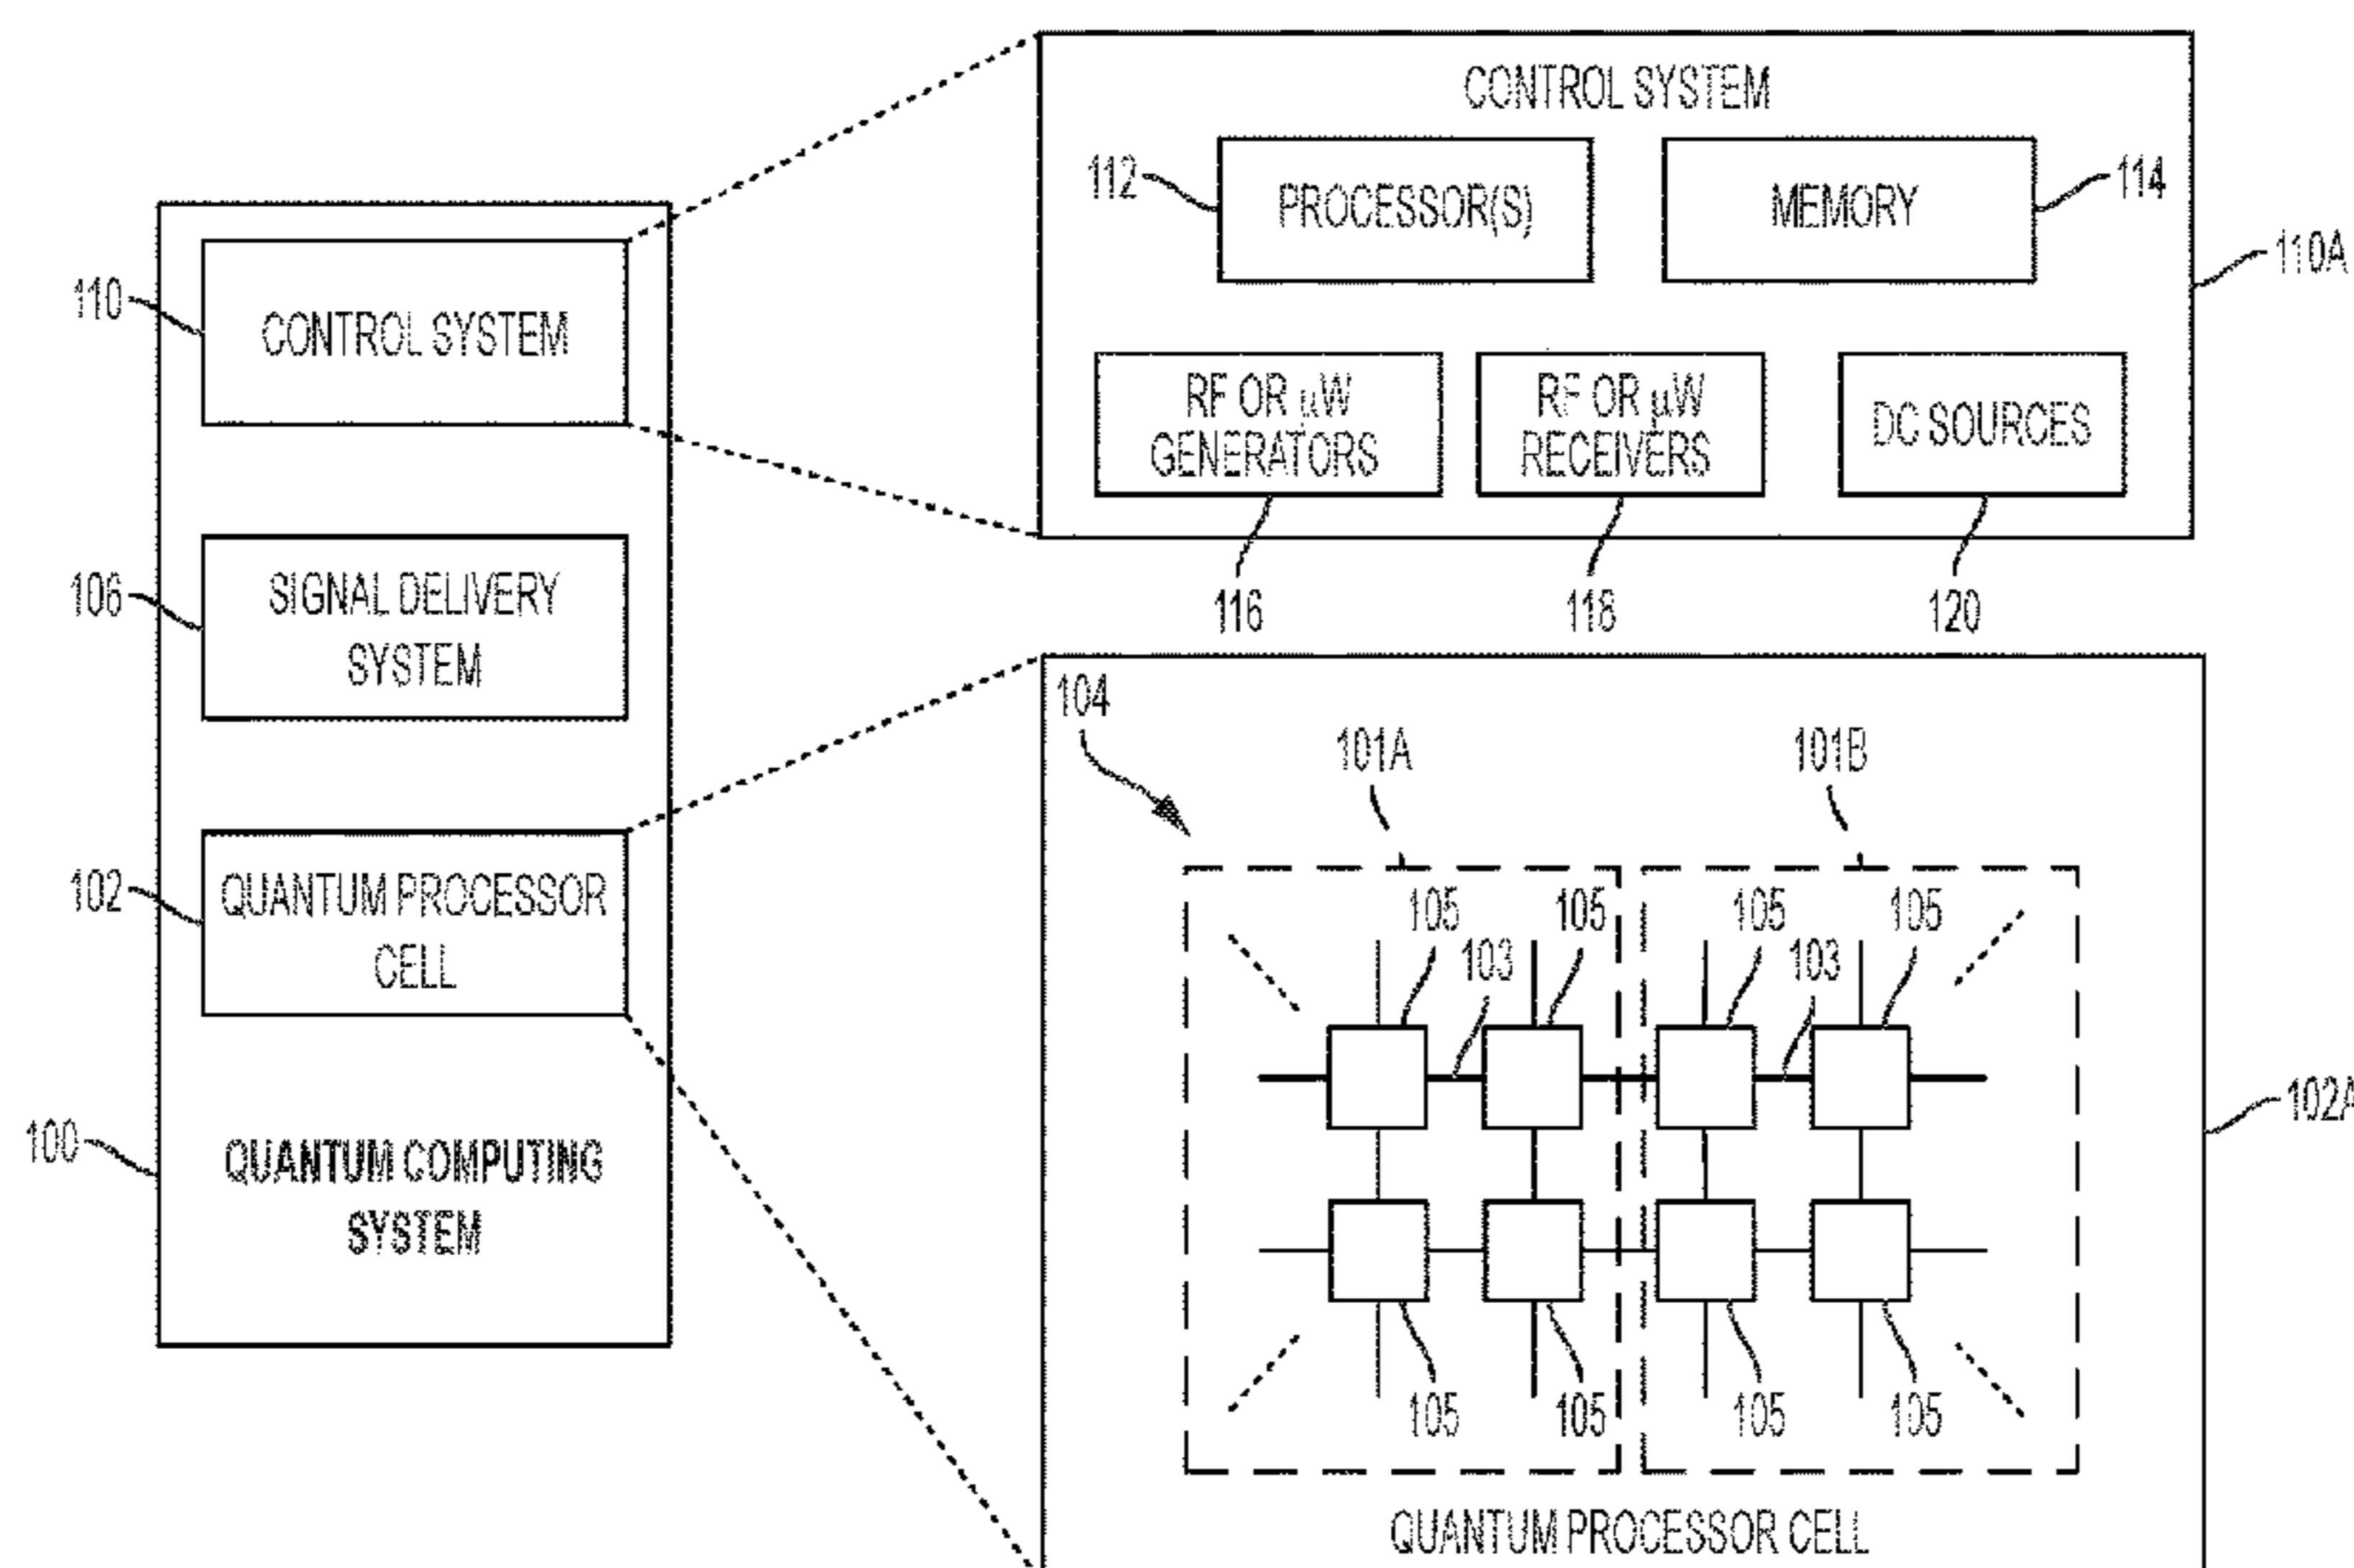 110
CONTROL SYSTEM
106
SIGNAL DELIVERY
SYSTEM
102
QUANTUM PROCESSOR
CELL
100
QUANTUM COMPUTING
SYSTEM
CONTROL SYSTEM
112
PROCESSOR(S)
MEMORY
114
110A
RF OR µW
GENERATORS
RF OR µW
RECEIVERS
DC SOURCES
116
118
120
104
101A
101B
105
105
105
105
103
103
102A
105
105
105
105
QUANTUM PROCESSOR CELL